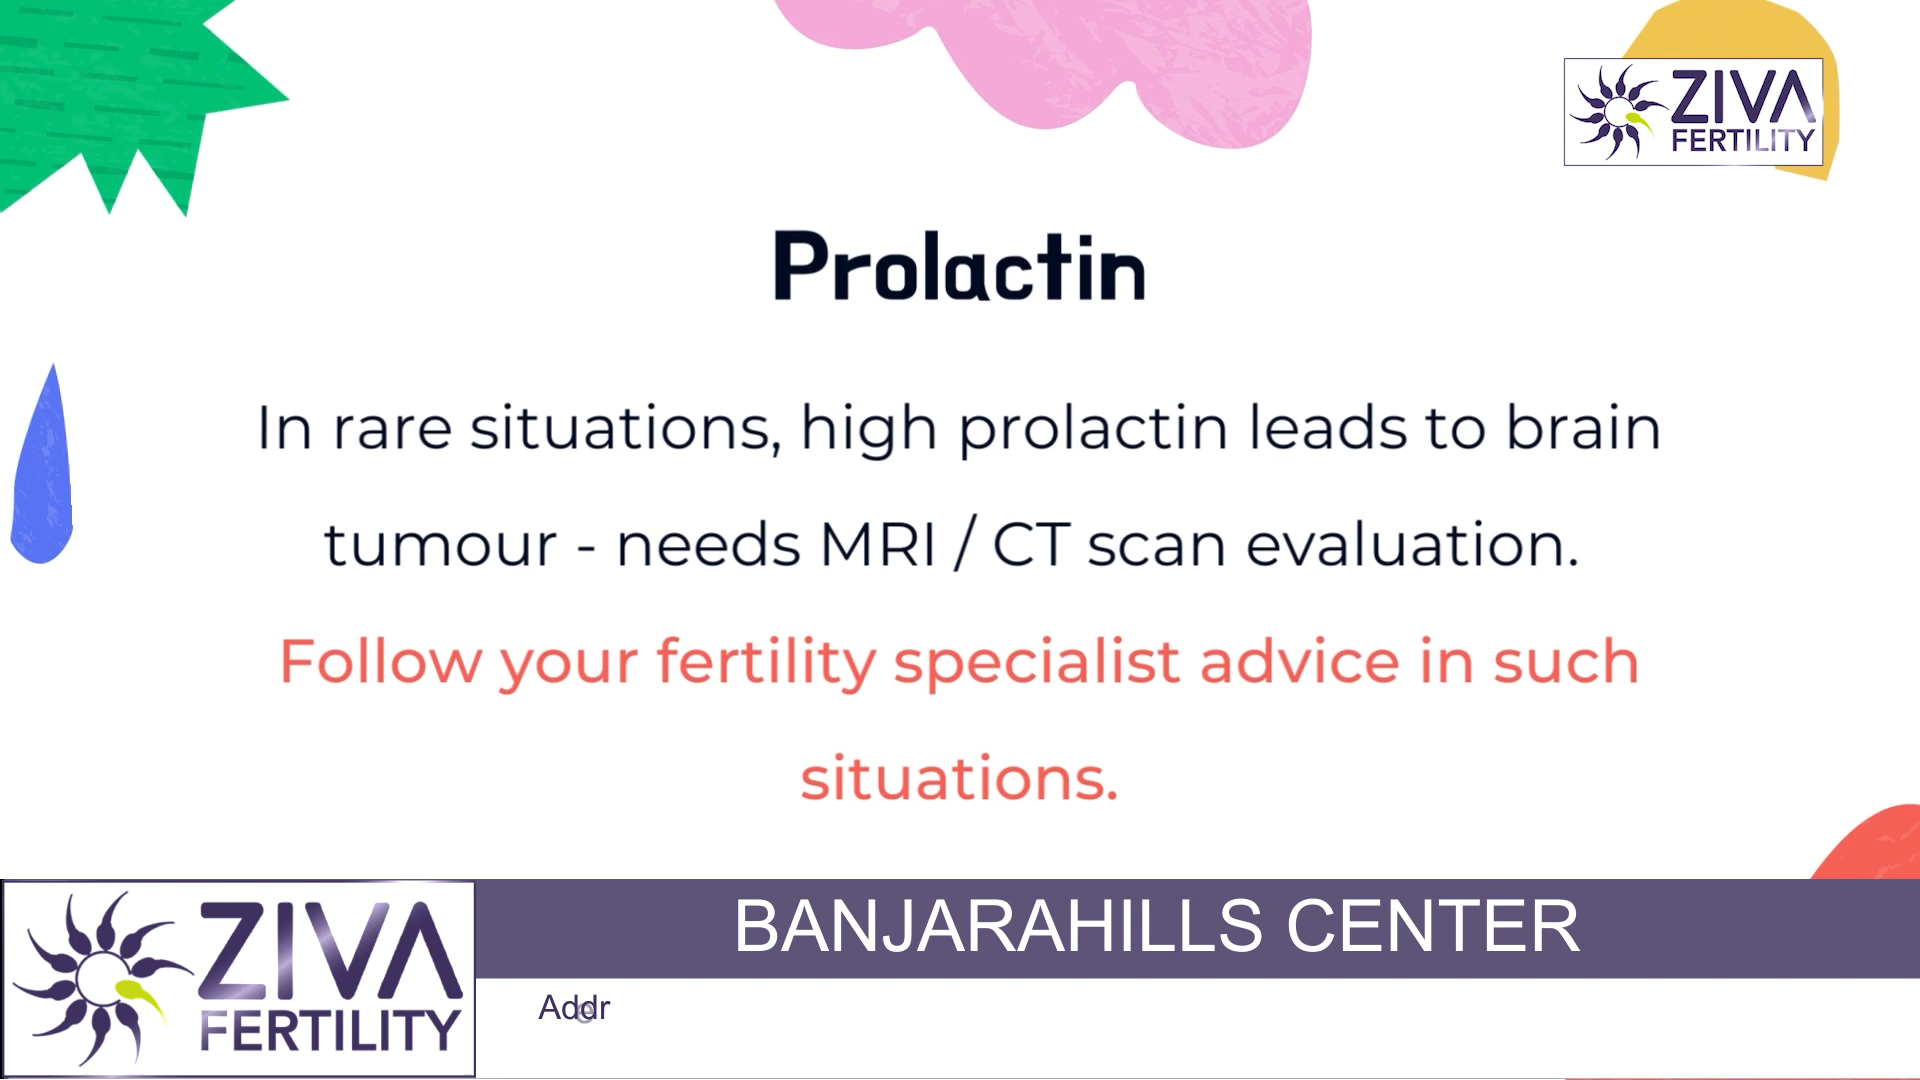 ZIVA
FERTILITY
Prolactin
In rare situations, high prolactin leads to brain
tumour - needs MRI / CT scan evaluation.
Follow your fertility specialist advice in such
situations.
ZIVA
FERTILITY
BANJARAHILLS CENTER
Addr